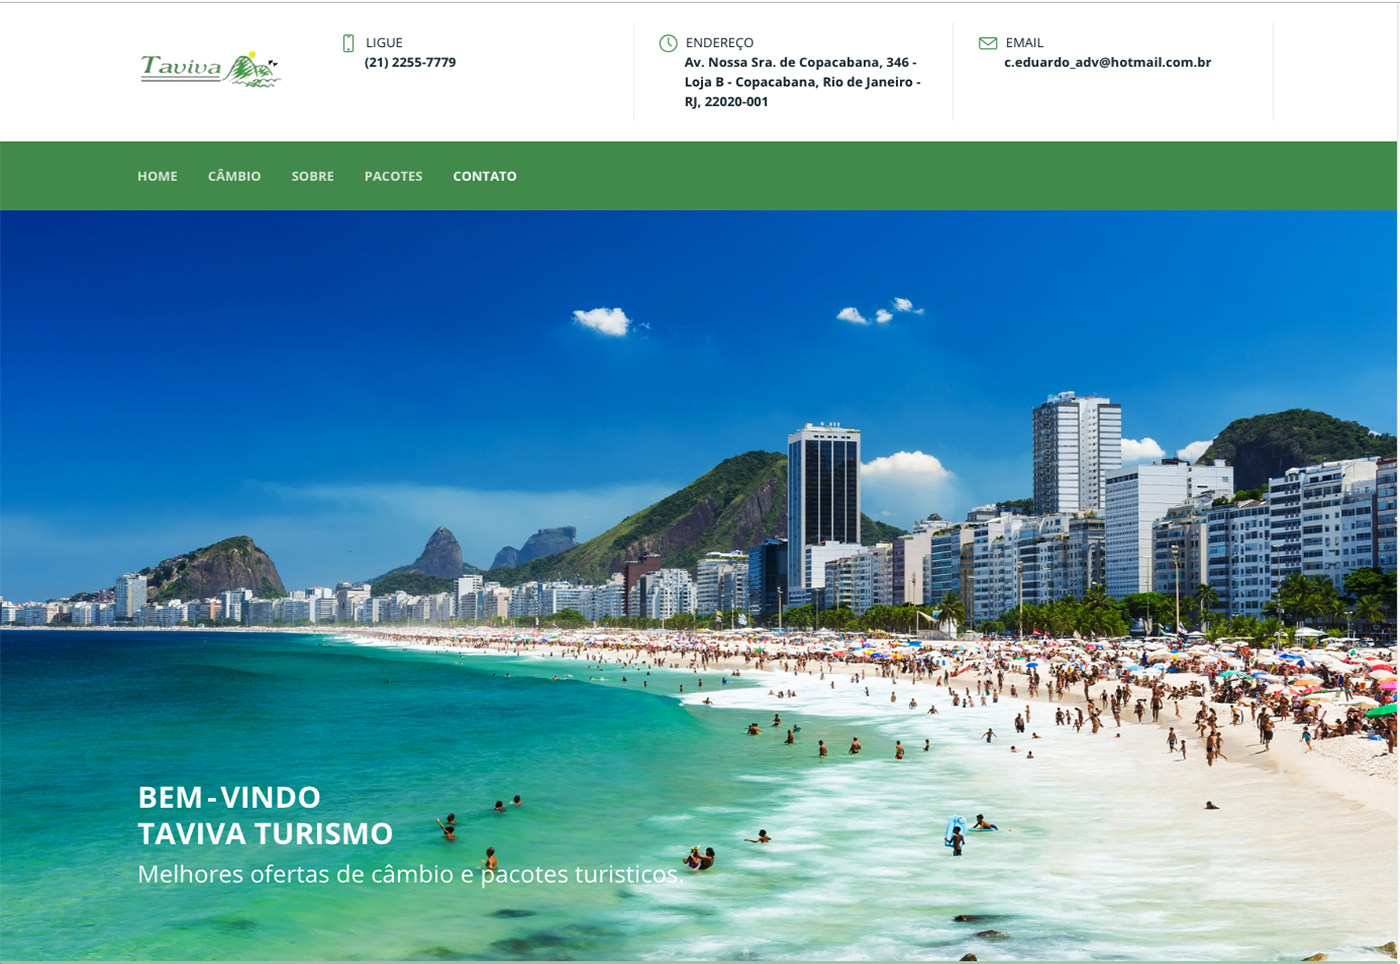 Taviva
LIGUE
(21) 2255-7779
ENDEREÇO
Av. Nossa Sra. de Copacabana, 346 -
Loja B - Copacabana, Rio de Janeiro -
RJ, 22020-001
EMAIL
c.eduardo_adv@hotmail.com.br
HOME CÂMBIO SOBRE PACOTES CONTATO
BEM-VINDO
TAVIVA TURISMO
Melhores ofertas de câmbio e pacotes turisticos.